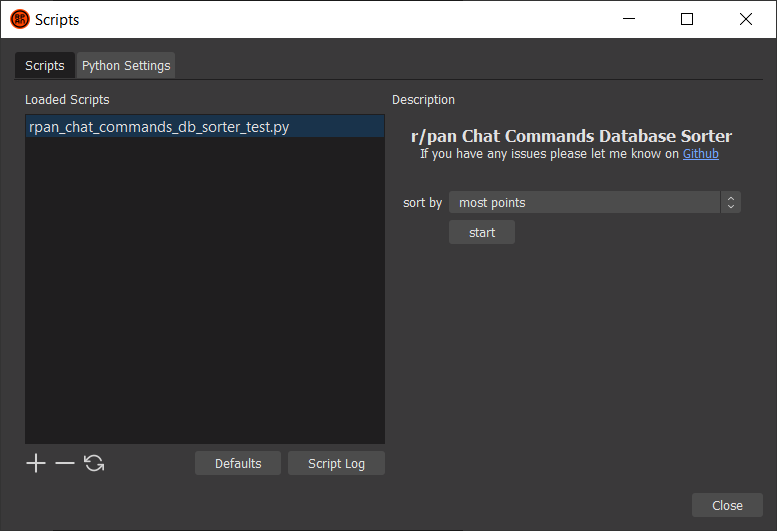 Scripts
Scripts
Python Settings
Loaded Scripts
rpan_chat_commands_db_sorter_test.py
Defaults
Script Log
Description
r/pan Chat Commands Database Sorter
If you have any issues please let me know on Github
sort by
most points
start
Close